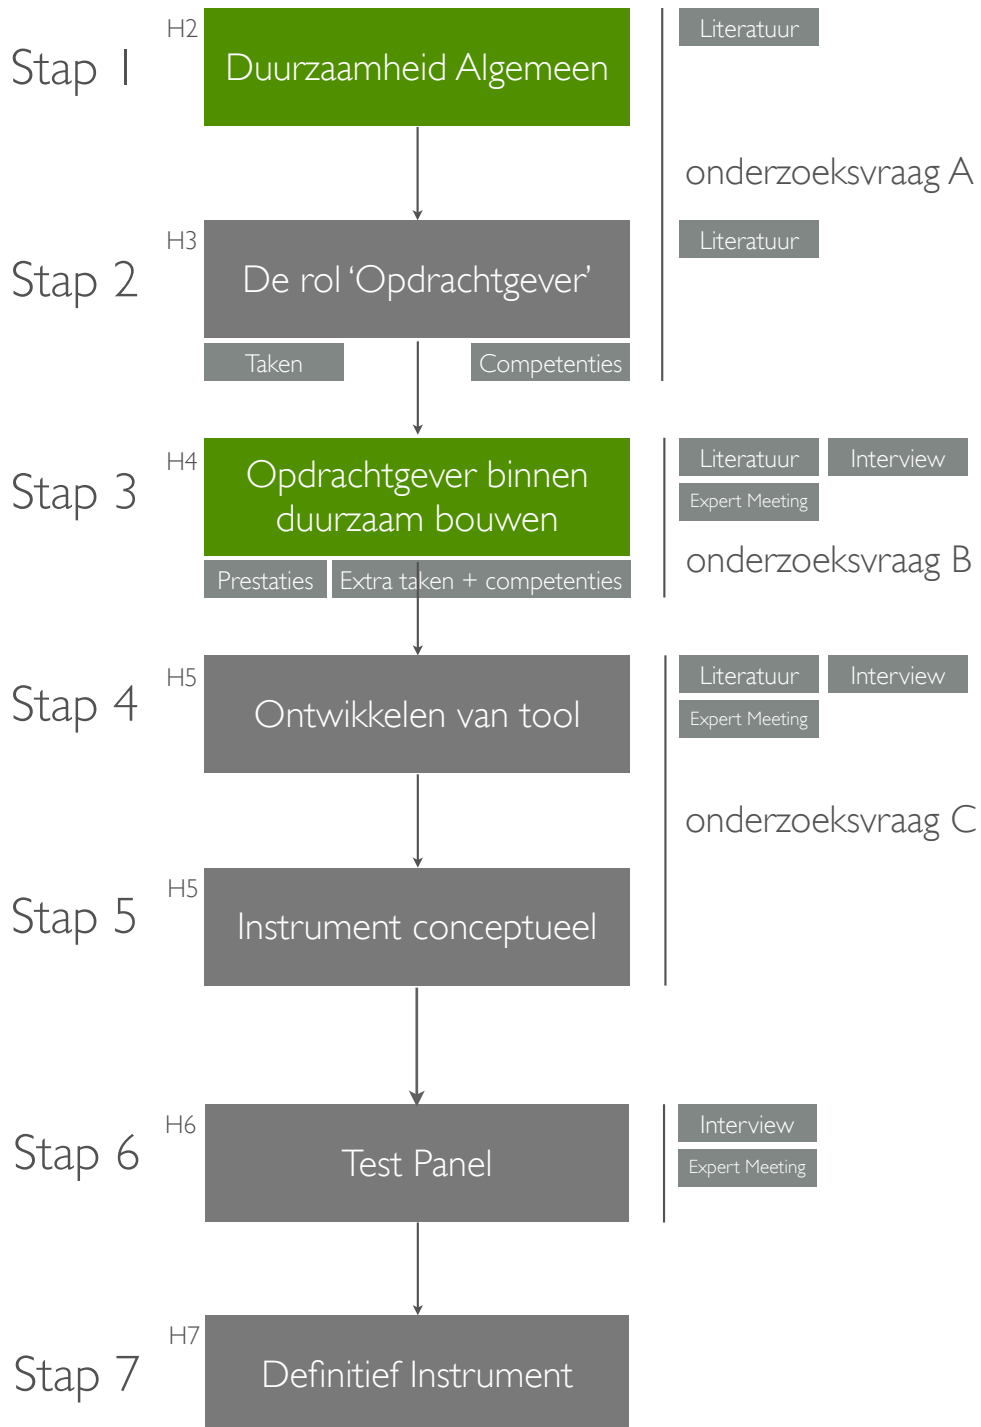 H2
Stap 1
Duurzaamheid Algemeen
Literatuur
onderzoeksvraag A
H3
Stap 2
De rol ‘Opdrachtgever’
Literatuur
Taken
Competenties
H4
Stap 3
Opdrachtgever binnen
duurzaam bouwen
Literatuur
Interview
Expert Meeting
onderzoeksvraag B
Prestaties
Extra taken + competenties
H5
Stap 4
Ontwikkelen van tool
Literatuur
Interview
Expert Meeting
onderzoeksvraag C
H5
Stap 5
Instrument conceptueel
H6
Stap 6
Test Panel
Interview
Expert Meeting
H7
Stap 7
Definitief Instrument